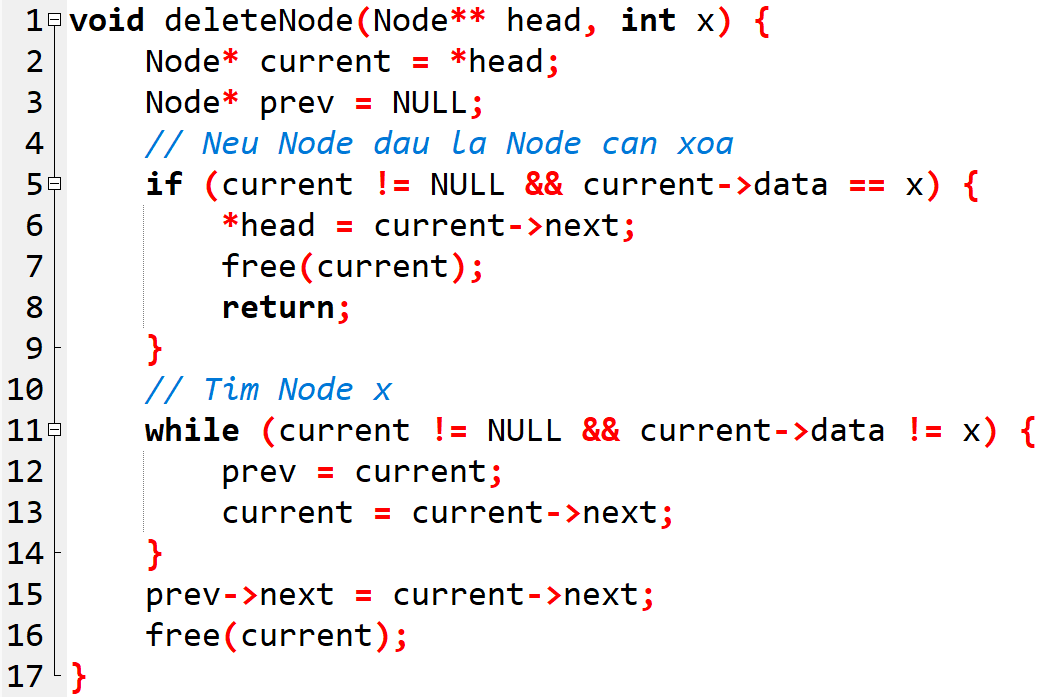 1 void deleteNode(Node** head, int x) {
2 Node* current = *head;
3 Node* prev = NULL;
4 // Neu Node dau la Node can xoa
5 if (current != NULL && current->data == x) {
6 *head = current->next;
7 free(current);
8 return;
9 }
10 // Tim Node x
11 while (current != NULL && current->data != x) {
12 prev = current;
13 current = current->next;
14 }
15 prev->next = current->next;
16 free(current);
17 }